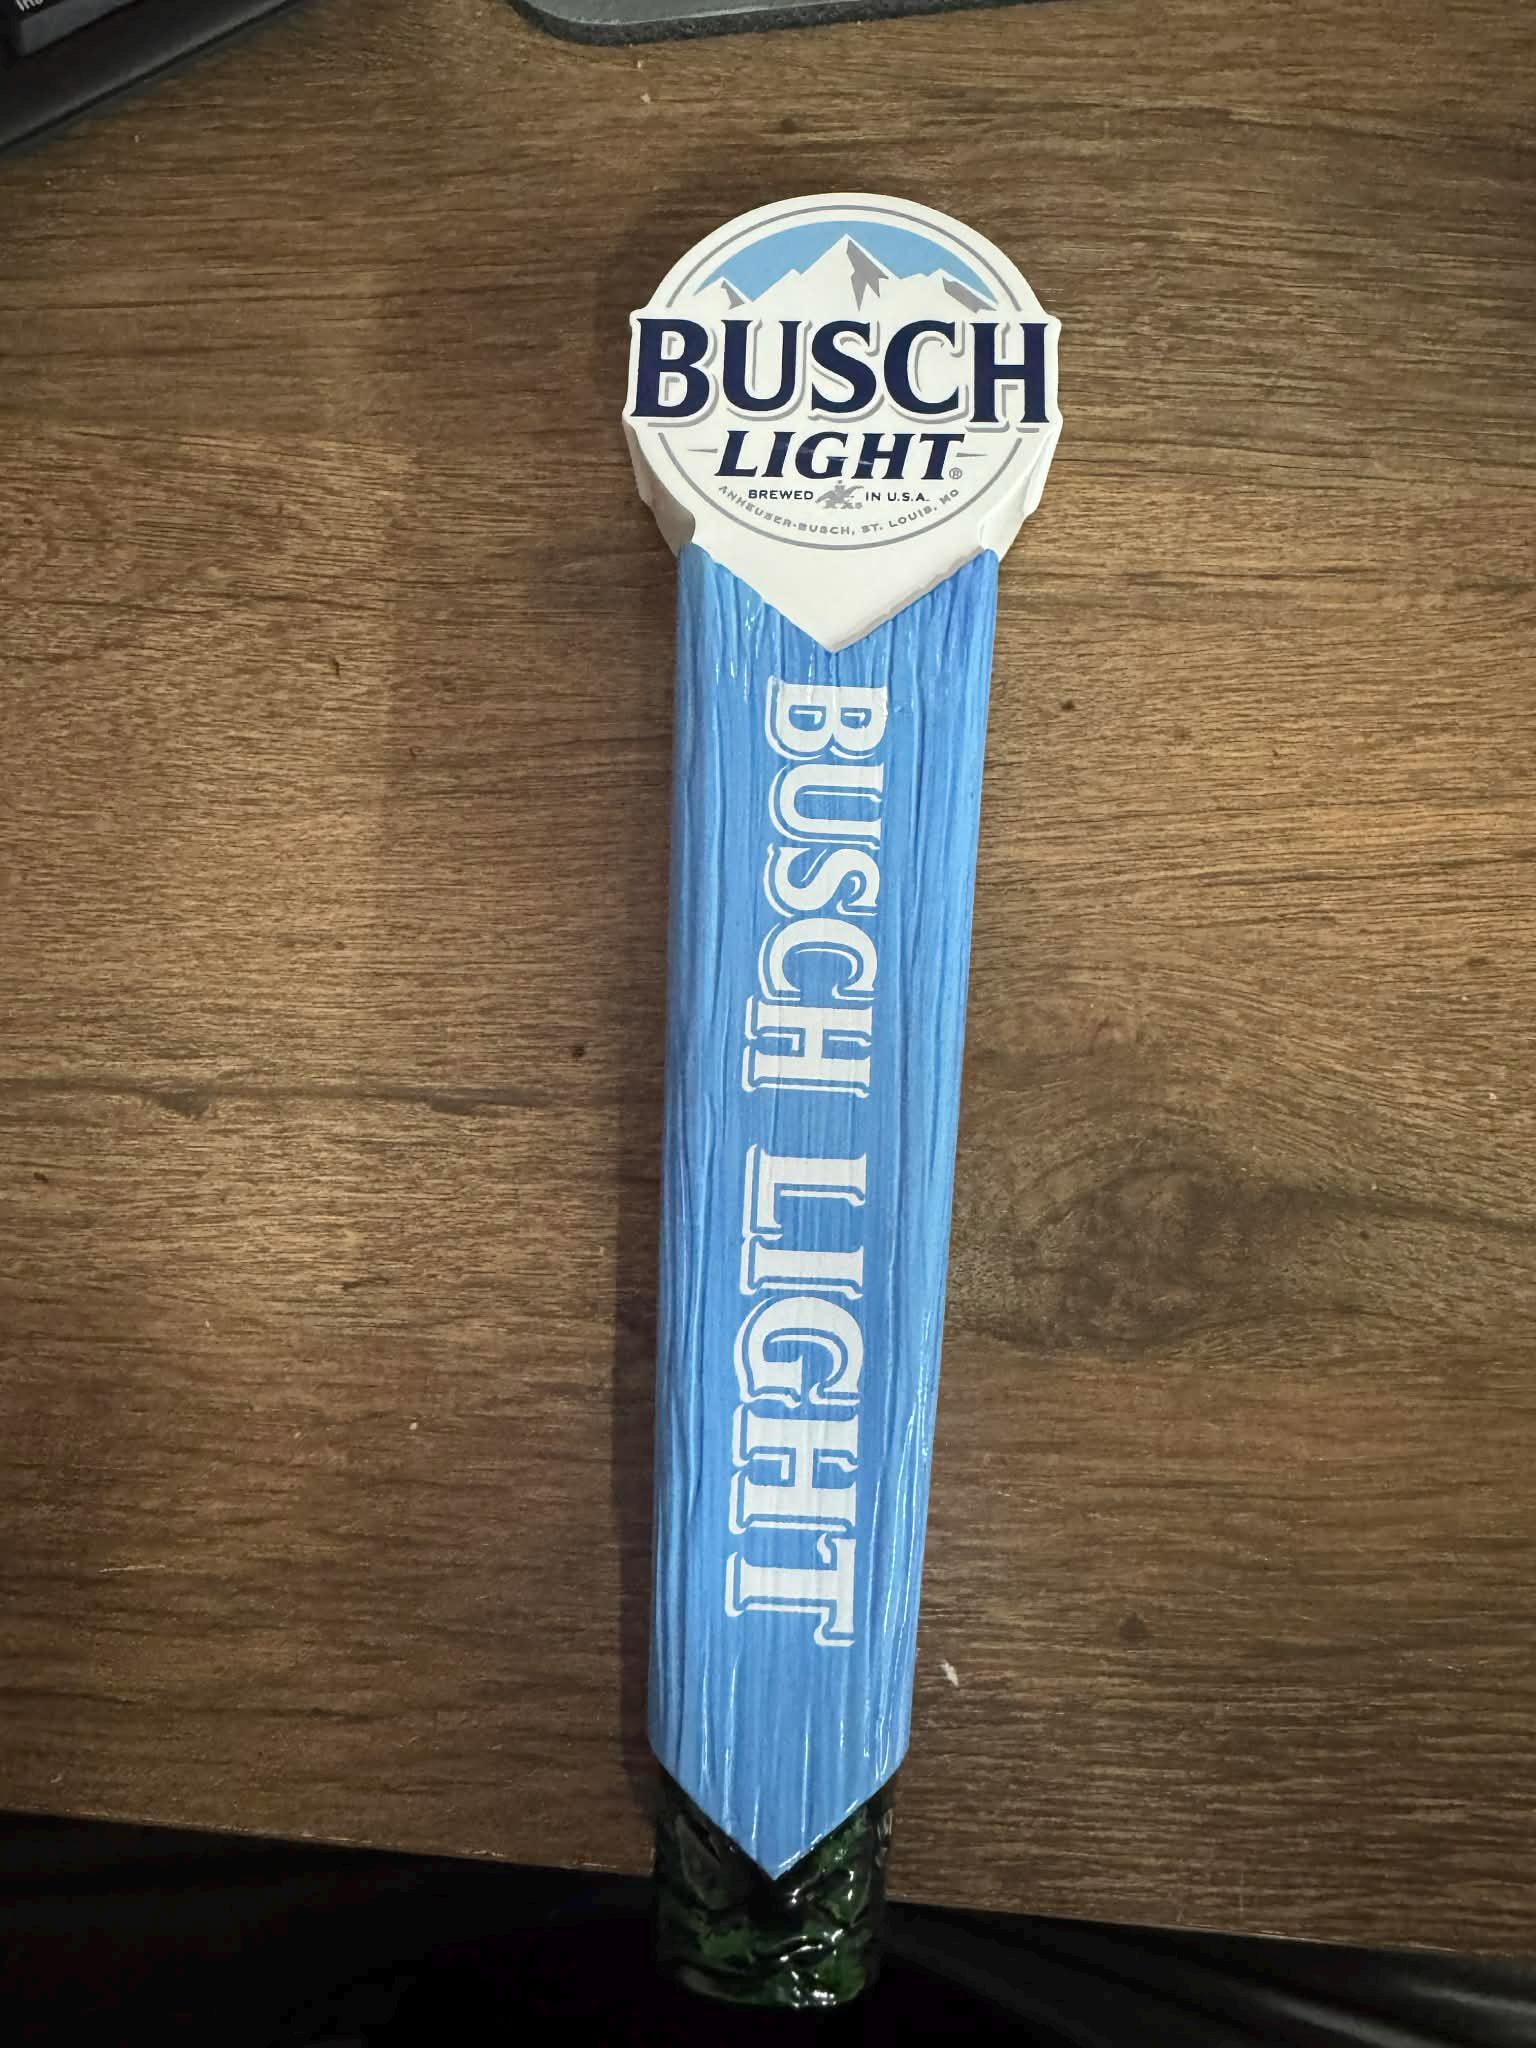 BUSCH
LIGHT®
BREWED IN U.S.A.
ANHEUSER-BUSCH, ST. LOUIS, MO
BUSCH LIGHT